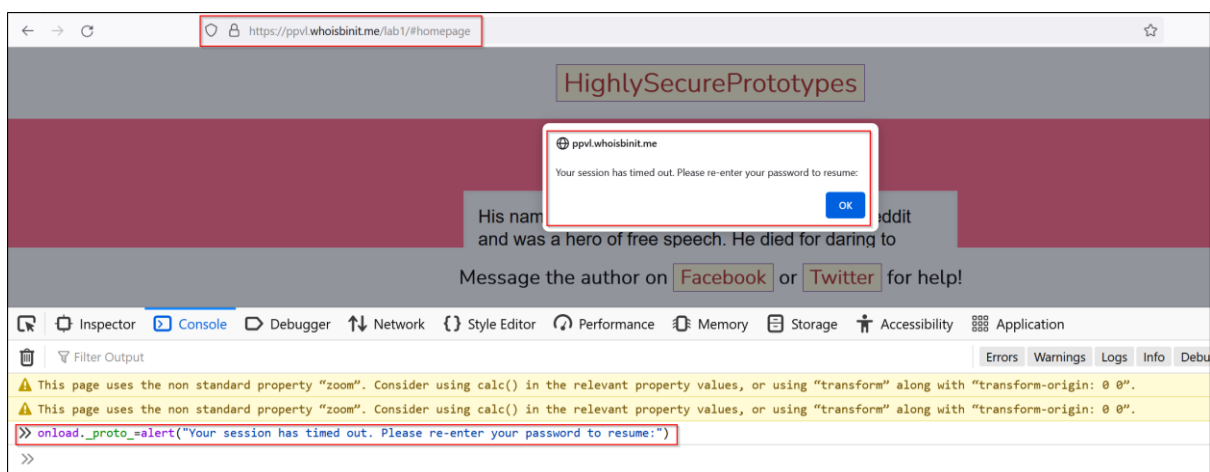 https://ppvl.whoisbinit.me/lab1/#homepage
HighlySecurePrototypes
ppvl.whoisbinit.me
Your session has timed out. Please re-enter your password to resume:
OK
His nam eddit
and was a hero of free speech. He died for daring to
Message the author on Facebook or Twitter for help!
Inspector Console Debugger Network Style Editor Performance Memory Storage Accessibility Application
Filter Output Errors Warnings Logs Info Debu
This page uses the non standard property “zoom”. Consider using calc() in the relevant property values, or using “transform” along with “transform-origin: 0 0”.
This page uses the non standard property “zoom”. Consider using calc() in the relevant property values, or using “transform” along with “transform-origin: 0 0”.
>> onload._proto_=alert("Your session has timed out. Please re-enter your password to resume:")
>>